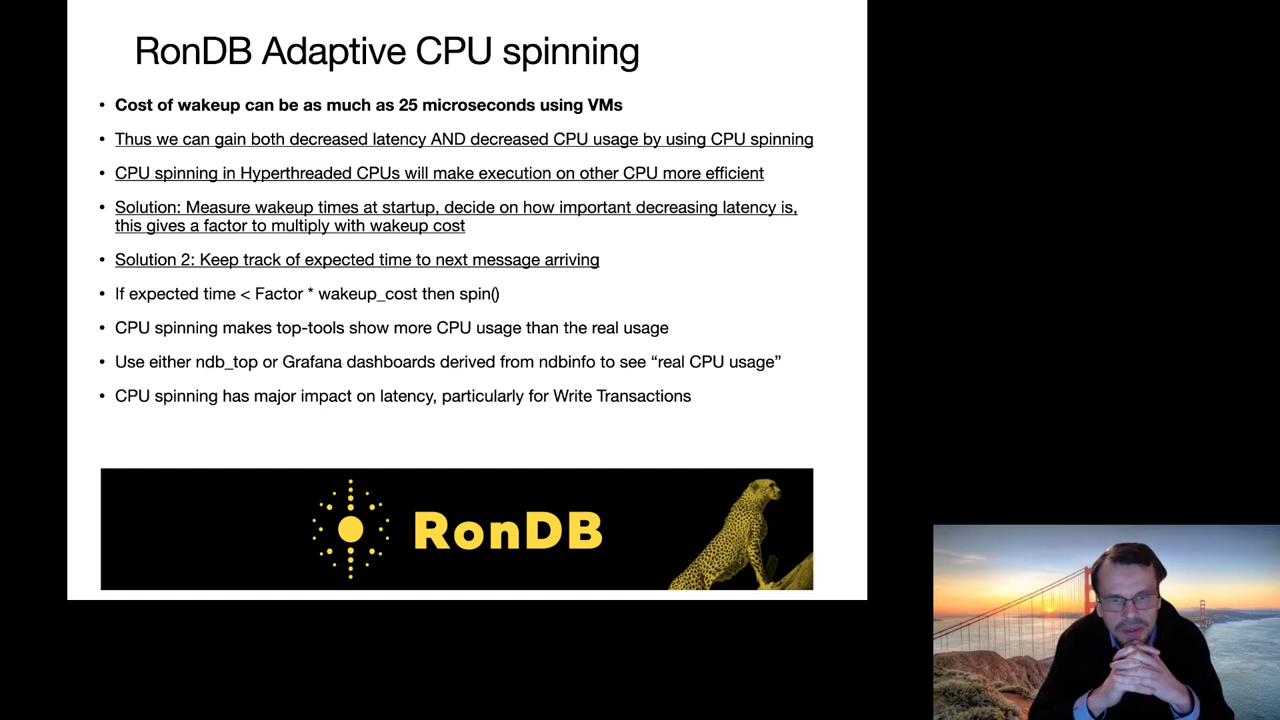 RonDB Adaptive CPU spinning
• Cost of wakeup can be as much as 25 microseconds using VMs
• Thus we can gain both decreased latency AND decreased CPU usage by using CPU spinning
• CPU spinning in Hyperthreaded CPUs will make execution on other CPU more efficient
• Solution: Measure wakeup times at startup, decide on how important decreasing latency is,
this gives a factor to multiply with wakeup cost
• Solution 2: Keep track of expected time to next message arriving
• If expected time < Factor * wakeup_cost then spin()
• CPU spinning makes top-tools show more CPU usage than the real usage
• Use either ndb_top or Grafana dashboards derived from ndbinfo to see “real CPU usage”
• CPU spinning has major impact on latency, particularly for Write Transactions
RonDB